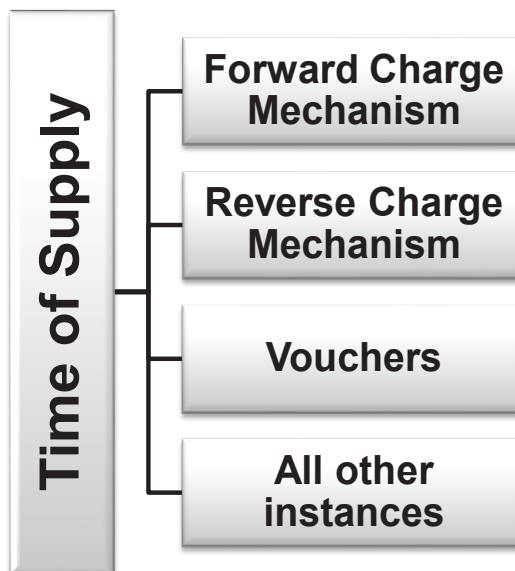 Time of Supply
Forward Charge
Mechanism
Reverse Charge
Mechanism
Vouchers
All other
instances